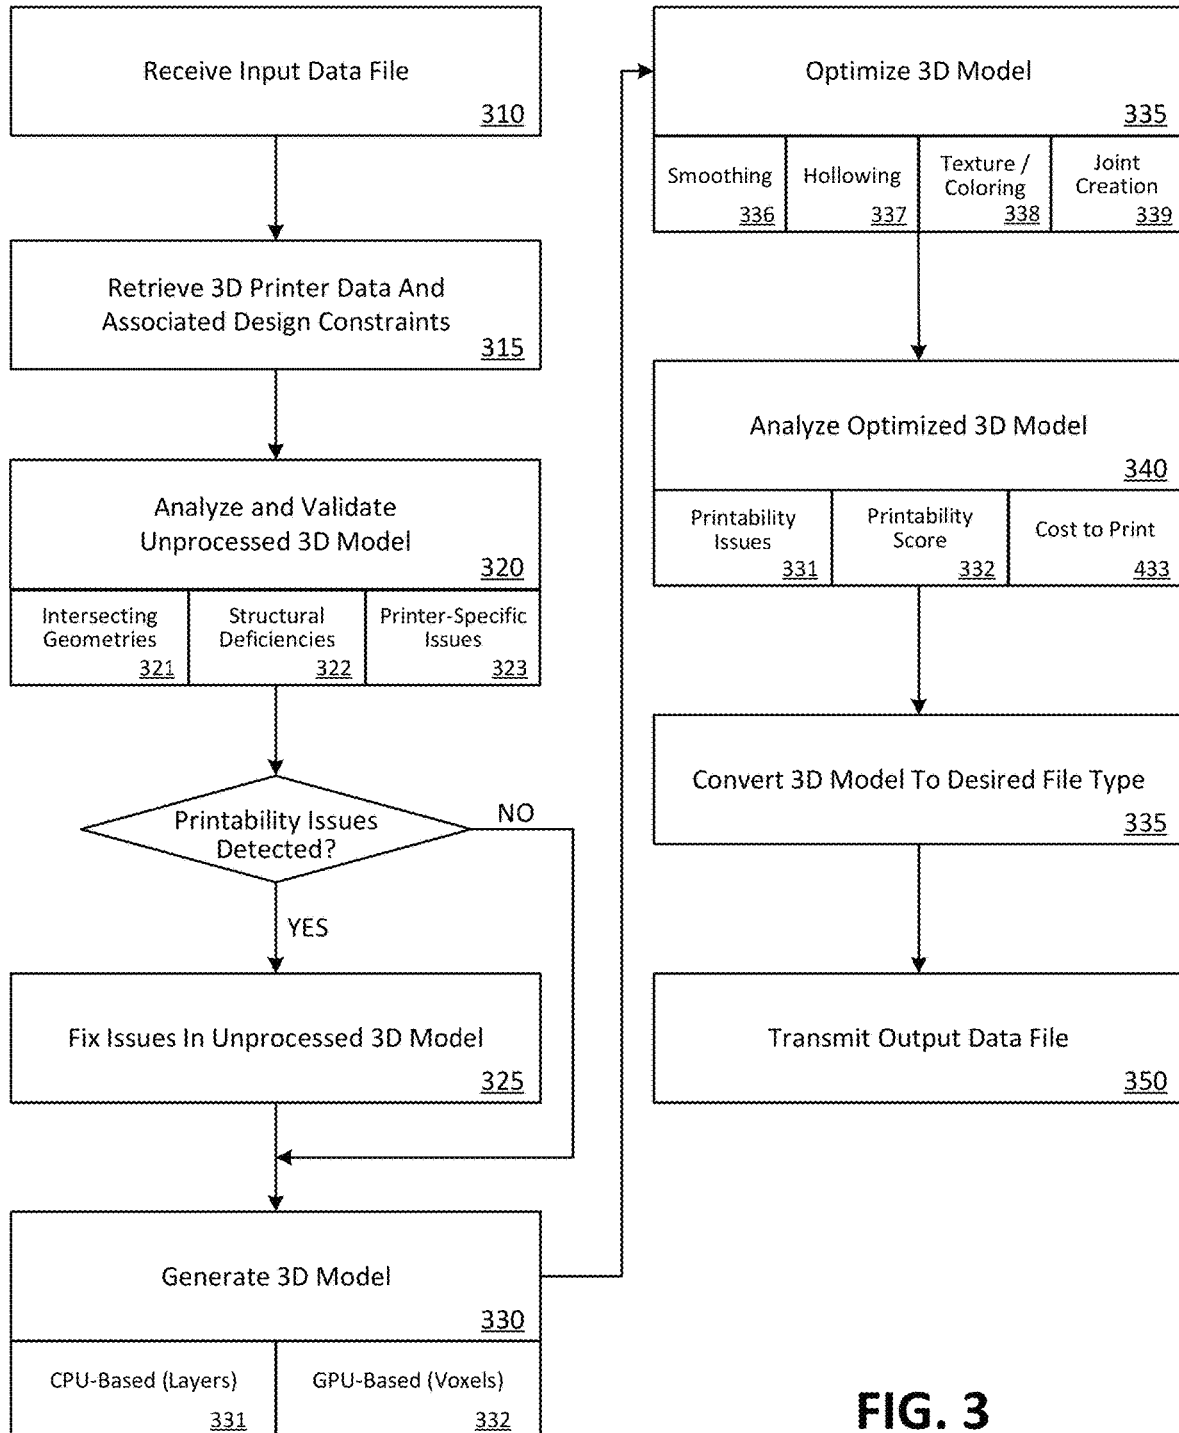 Receive Input Data File
310
Retrieve 3D Printer Data And
Associated Design Constraints
315
Analyze and Validate
Unprocessed 3D Model
320
Intersecting
Geometries
321
Structural
Deficiencies
322
Printer-Specific
Issues
323
Printability Issues
Detected?
NO
YES
Fix Issues In Unprocessed 3D Model
325
Generate 3D Model
330
CPU-Based (Layers)
331
GPU-Based (Voxels)
332
Optimize 3D Model
335
Smoothing
336
Hollowing
337
Texture /
Coloring
338
Joint
Creation
339
Analyze Optimized 3D Model
340
Printability
Issues
331
Printability
Score
332
Cost to Print
433
Convert 3D Model To Desired File Type
335
Transmit Output Data File
350
FIG. 3